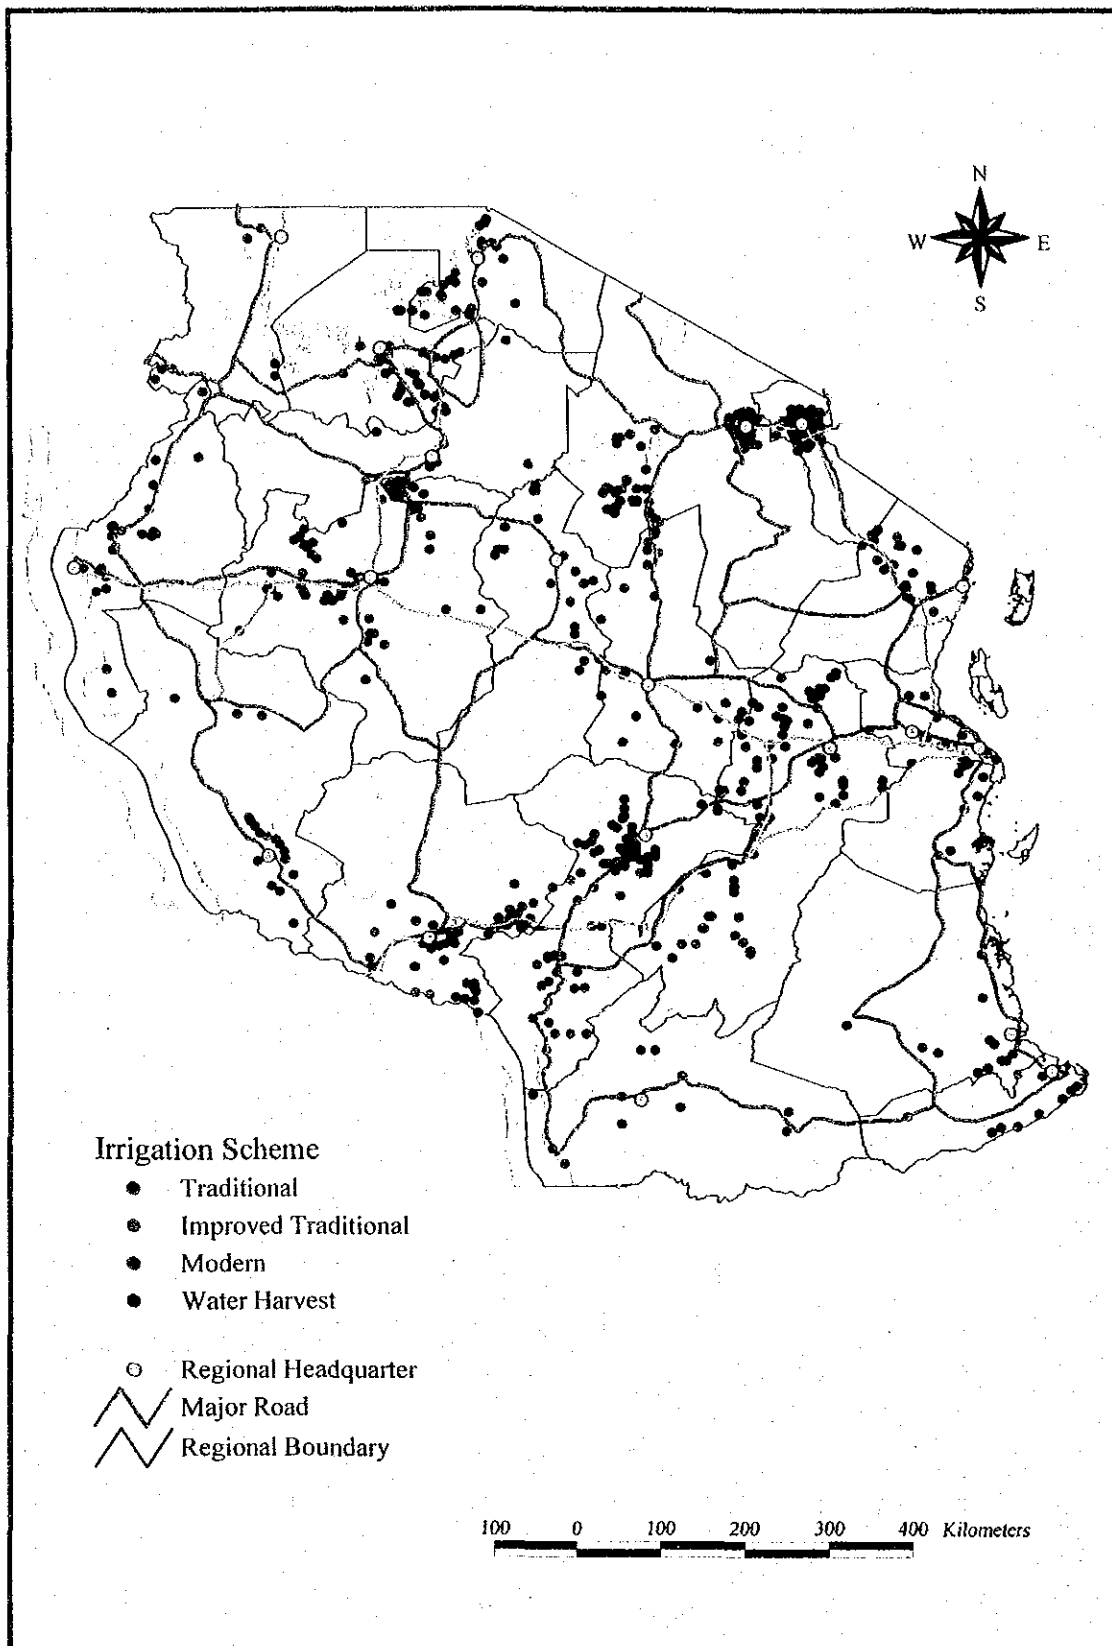 N
W E
S
Irrigation Scheme
Traditional
Improved Traditional
Modern
Water Harvest
Regional Headquarter
Major Road
Regional Boundary
100 0 100 200 300 400 Kilometers